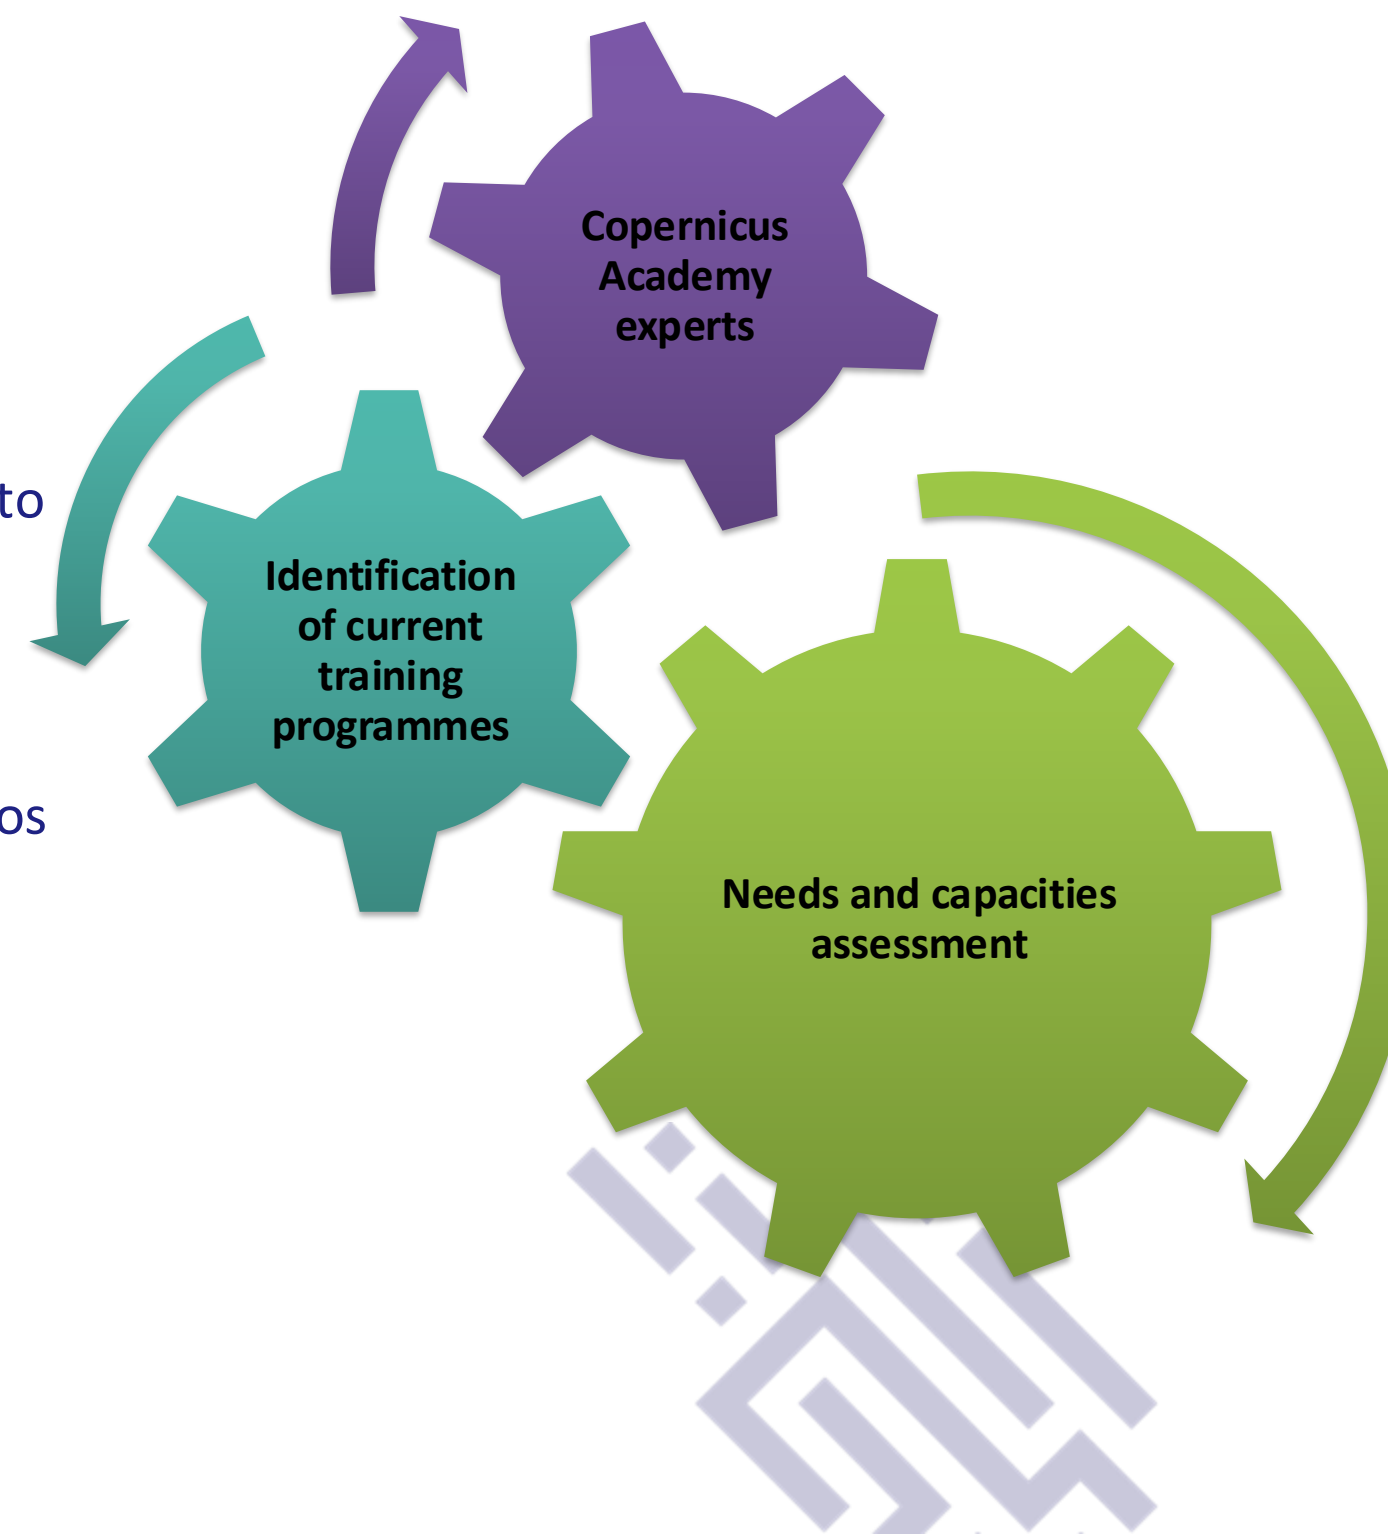 Copernicus
Academy
experts
to
Identification
of current
training
programmes
os
Needs and capacities
assessment